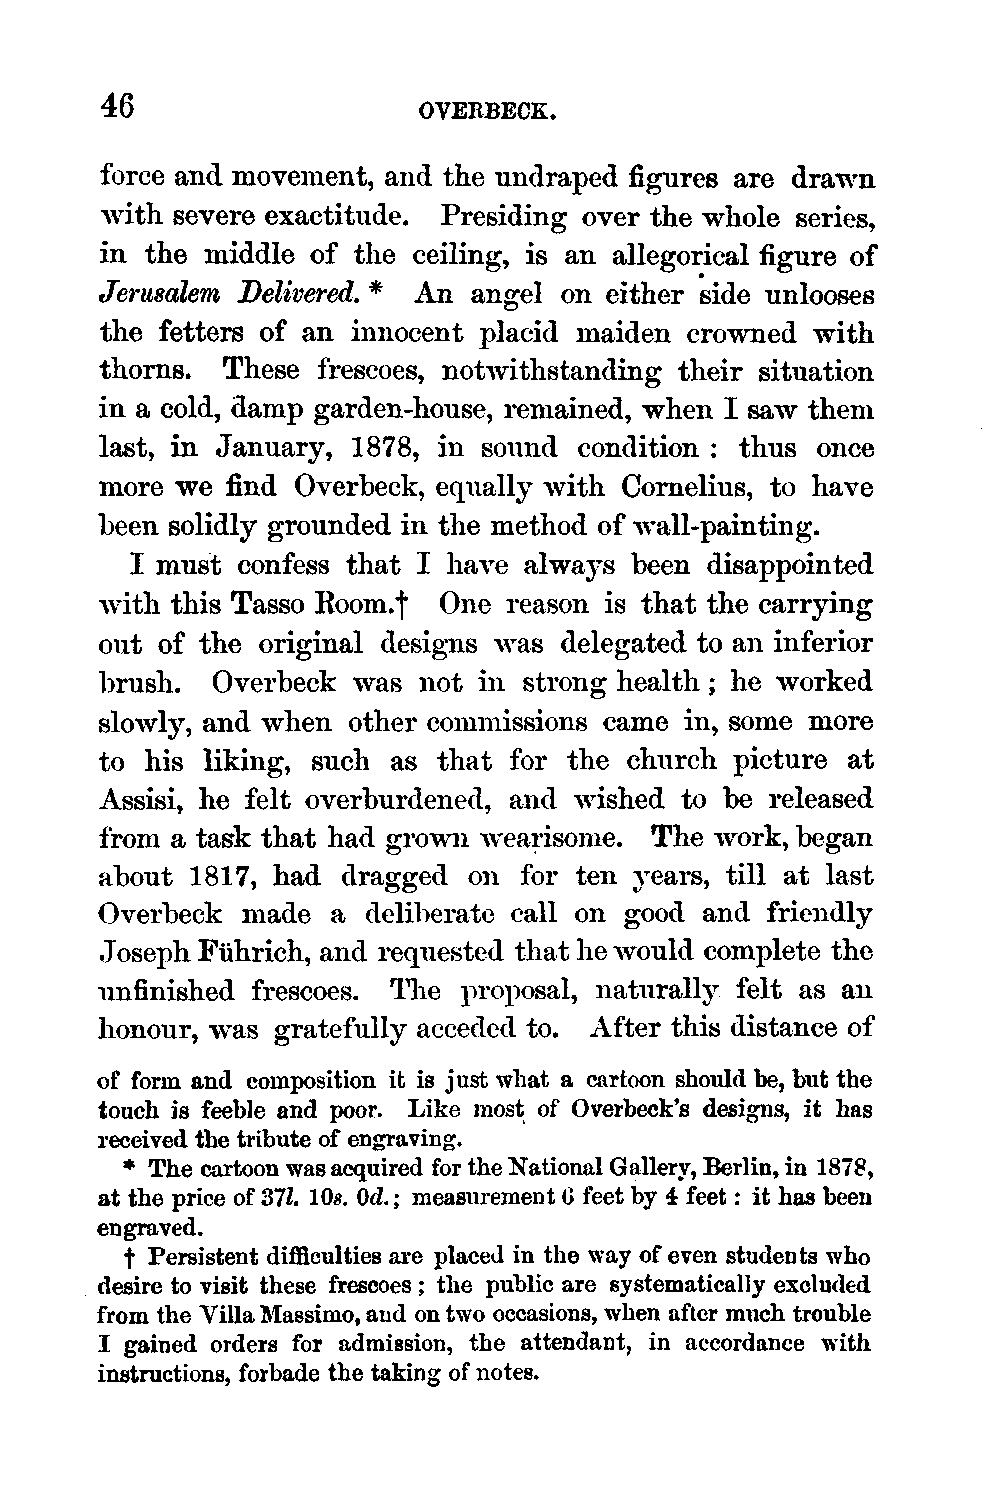 46 OVERBECK.
force and movement, and the undraped figures are drawn
with severe exactitude. Presiding over the whole series,
in the middle of the ceiling, is an allegorical figure of
Jerusalem Delivered. * An angel on either side unlooses
the fetters of an innocent placid maiden crowned with
thorns. These frescoes, notwithstanding their situation
in a cold, damp garden-house, remained, when I saw them
last, in January, 1878, in sound condition : thus once
more we find Overbeck, equally with Cornelius, to have
been solidly grounded in the method of wall-painting.
I must confess that I have always been disappointed
with this Tasso Room.† One reason is that the carrying
out of the original designs was delegated to an inferior
brush. Overbeck was not in strong health ; he worked
slowly, and when other commissions came in, some more
to his liking, such as that for the church picture at
Assisi, he felt overburdened, and wished to be released
from a task that had grown wearisome. The work, began
about 1817, had dragged on for ten years, till at last
Overbeck made a deliberate call on good and friendly
Joseph Führich, and requested that he would complete the
unfinished frescoes. The proposal, naturally felt as an
honour, was gratefully acceded to. After this distance of
of form and composition it is just what a cartoon should be, but the
touch is feeble and poor. Like most of Overbeck's designs, it has
received the tribute of engraving.
* The cartoon was acquired for the National Gallery, Berlin, in 1878,
at the price of 37l. 10s. 0d. ; measurement 6 feet by 4 feet : it has been
engraved.
† Persistent difficulties are placed in the way of even students who
desire to visit these frescoes ; the public are systematically excluded
from the Villa Massimo, and on two occasions, when after much trouble
I gained orders for admission, the attendant, in accordance with
instructions, forbade the taking of notes.